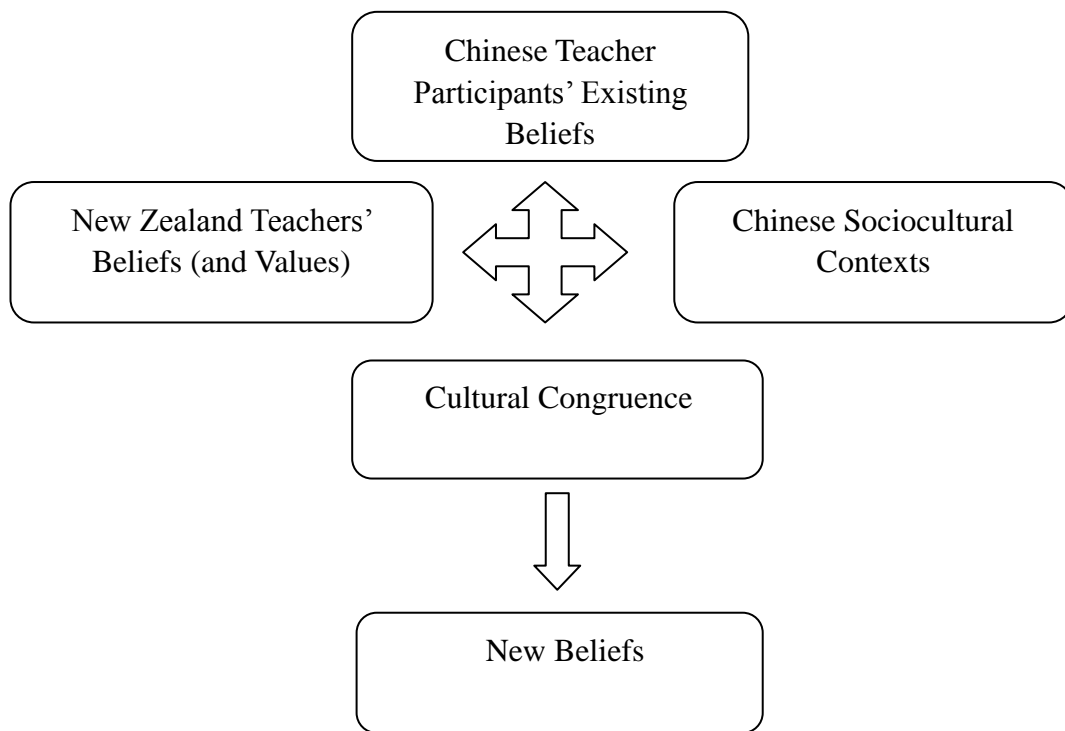 Chinese Teacher
Participants’ Existing
Beliefs
New Zealand Teachers’
Beliefs (and Values)
Chinese Sociocultural
Contexts
Cultural Congruence
New Beliefs